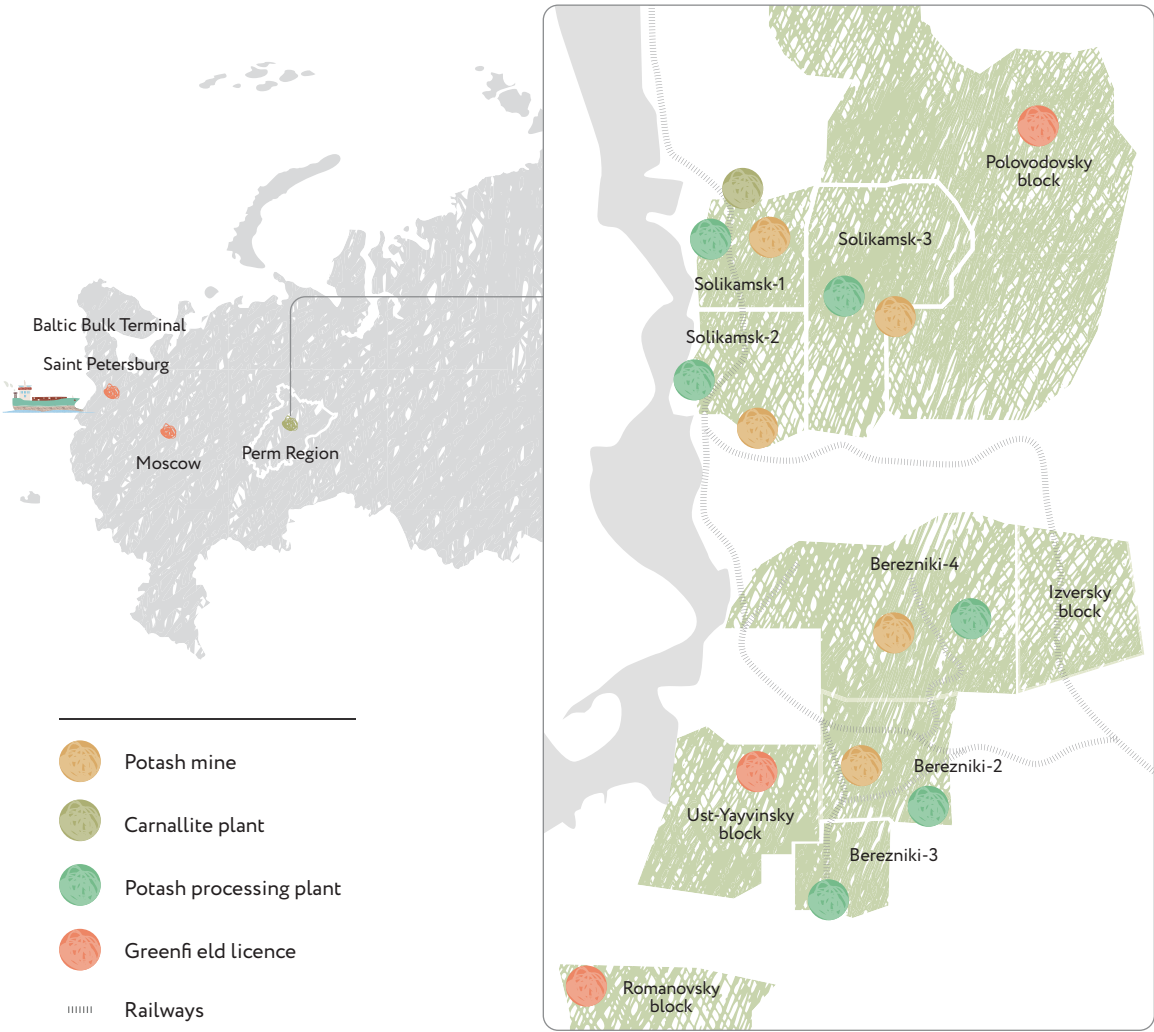 Baltic Bulk Terminal
Saint Petersburg
Moscow
Perm Region
Potash mine
Carnallite plant
Potash processing plant
Greenfi eld licence
Railways
Polovodovsky
block
Solikamsk-3
Solikamsk-1
Solikamsk-2
Berezniki-4
Izversky
block
Berezniki-2
Ust-Yayvinsky
block
Berezniki-3
Romanovsky
block